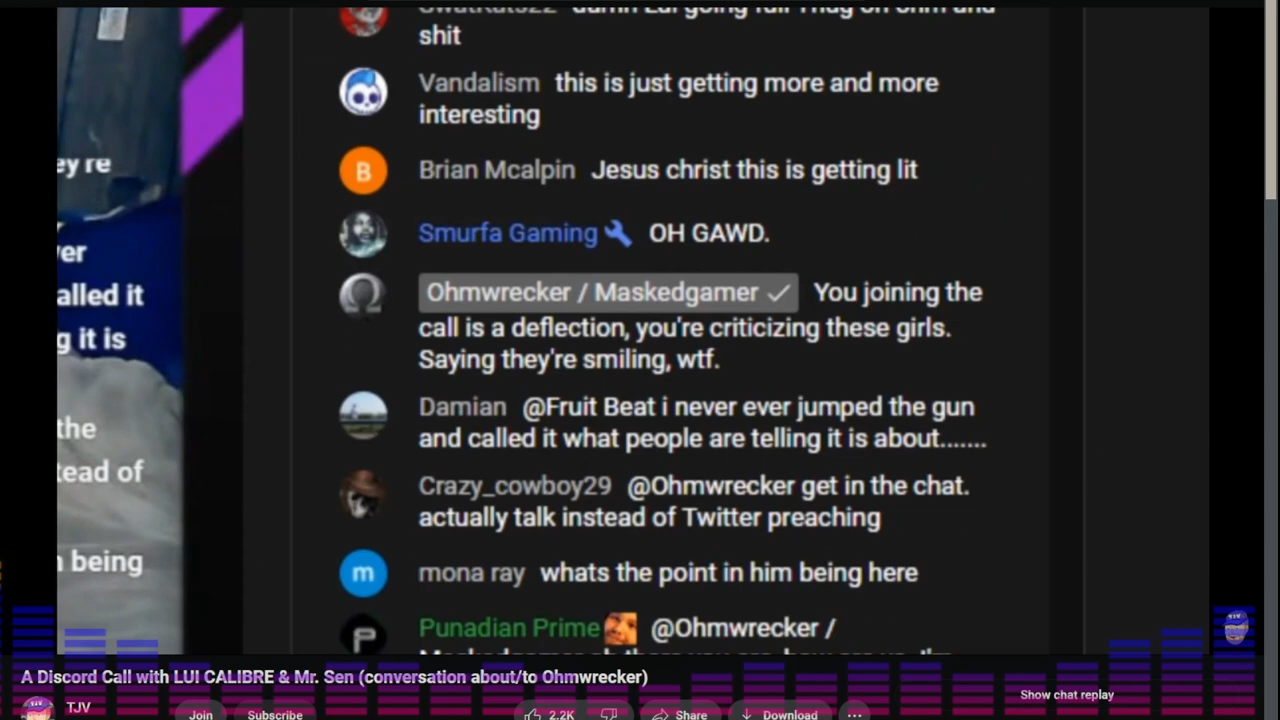 SwatKats22 damn Lui going full Thug on ohm and
shit
Vandalism this is just getting more and more
interesting
ey're
B Brian Mcalpin Jesus christ this is getting lit
Smurfa Gaming OH GAWD.
ver
alled it
g it is
Ohmwrecker / Maskedgamer You joining the
call is a deflection, you're criticizing these girls.
Saying they're smiling, wtf.
Damian @Fruit Beat i never ever jumped the gun
and called it what people are telling it is about.......
the
tead of
Crazy_cowboy29 @Ohmwrecker get in the chat.
actually talk instead of Twitter preaching
being
m mona ray whats the point in him being here
P Punadian Prime @Ohmwrecker /
TJV
A Discord Call with LUI CALIBRE & Mr. Sen (conversation about/to Ohmwrecker)
Show chat replay
TJV
TJV
Join Subscribe 2.2K Share Download